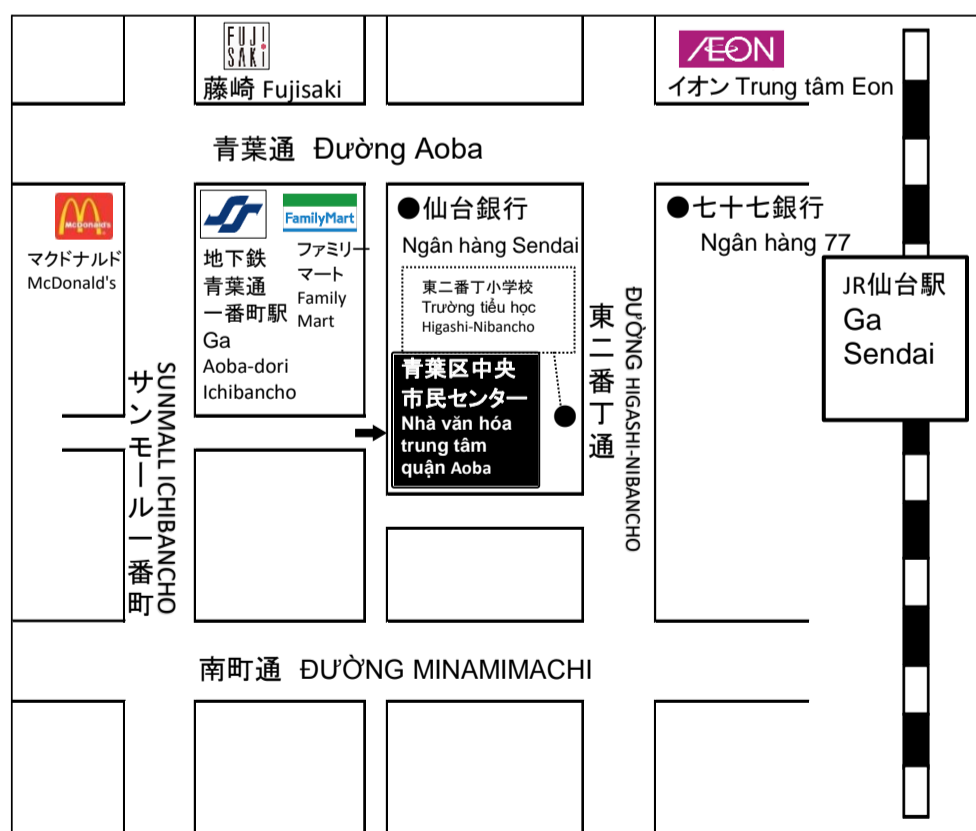 FUJI
SAKI
藤崎 Fujisaki
ÆON
イオン Trung tâm Eon
青葉通 Đường Aoba
McDonald's
マクドナルド
McDonald's
地下鉄
青葉通
一番町駅
Ga
Aoba-dori
Ichibancho
FamilyMart
ファミリー
マート
Family
Mart
●仙台銀行
Ngân hàng Sendai
東二番丁小学校
Trường tiểu học
Higashi-Nibancho
青葉区中央
市民センター
Nhà văn hóa
trung tâm
quận Aoba
●七十七銀行
Ngân hàng 77
JR仙台駅
Ga
Sendai
サンモール一番町
SUNMALL ICHIBANCHO
東二番丁通
ĐƯỜNG HIGASHI-NIBANCHO
南町通 ĐƯỜNG MINAMIMACHI